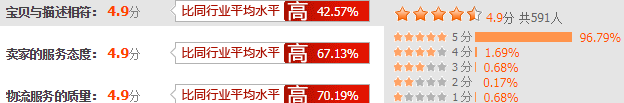 宝贝与描述相符： 4.9分 比同行业平均水平 高 42.57%
卖家的服务态度： 4.9分 比同行业平均水平 高 67.13%
物流服务的质量： 4.9分 比同行业平均水平 高 70.19%
4.9分 共591人
5 分 96.79%
4 分 1.69%
3 分 0.68%
2 分 0.17%
1 分 0.68%